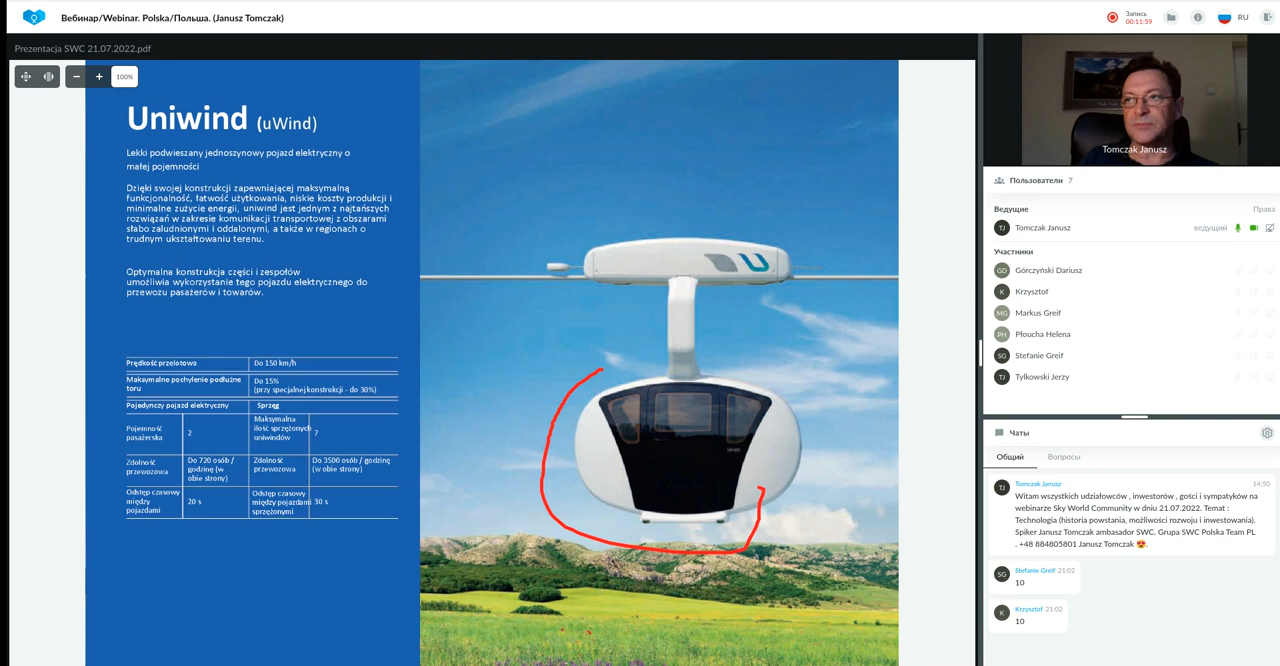 Вебинар/Webinar. Polska/Польша. (Janusz Tomczak)
Запись
00:11:59
RU
Prezentacja SWC 21.07.2022.pdf
100%
Uniwind (uWind)
Lekki podwieszany jednoszynowy pojazd elektryczny o
małej pojemności
Dzięki swojej konstrukcji zapewniającej maksymalną
funkcjonalność, łatwość użytkowania, niskie koszty produkcji i
minimalne zużycie energii, uniwind jest jednym z najtańszych
rozwiązań w zakresie komunikacji transportowej z obszarami
słabo zaludnionymi i oddalonymi, a także w regionach o
trudnym ukształtowaniu terenu.
Optymalna konstrukcja części i zespołów
umożliwia wykorzystanie tego pojazdu elektrycznego do
przewozu pasażerów i towarów.
Prędkość przelotowa
Do 150 km/h
Maksymalne pochylenie podłużne
toru
Do 15%
(przy specjalnej konstrukcji - do 30%)
Pojedynczy pojazd elektryczny
Sprzęg
Pojemność
pasażerska
2
Maksymalna
ilość sprzężonych
uniwindów
7
Zdolność
przewozowa
Do 720 osób /
godzinę (w
obie strony)
Zdolność
przewozowa
Do 3500 osób / godzinę
(w obie strony)
Odstęp czasowy
między
pojazdami
20 s
Odstęp czasowy
między pojazdami
sprzężonymi
30 s
Tomczak Janusz
Пользователи 7
Ведущие
Права
TJ
Tomczak Janusz
ведущий
Участники
GD
Górczyński Dariusz
K
Krzysztof
MG
Markus Greif
PH
Płoucha Helena
SG
Stefanie Greif
TJ
Tylkowski Jerzy
Чаты
Общий
Вопросы
TJ
Tomczak Janusz
14:50
Witam wszystkich udziałowców , inwestorów , gości i sympatyków na
webinarze Sky World Community w dniu 21.07.2022. Temat :
Technologia (historia powstania, możliwości rozwoju i inwestowania).
Spiker Janusz Tomczak ambasador SWC. Grupa SWC Polska Team PL
. +48 884805801 Janusz Tomczak 😍.
SG
Stefanie Greif 21:02
10
K
Krzysztof 21:02
10